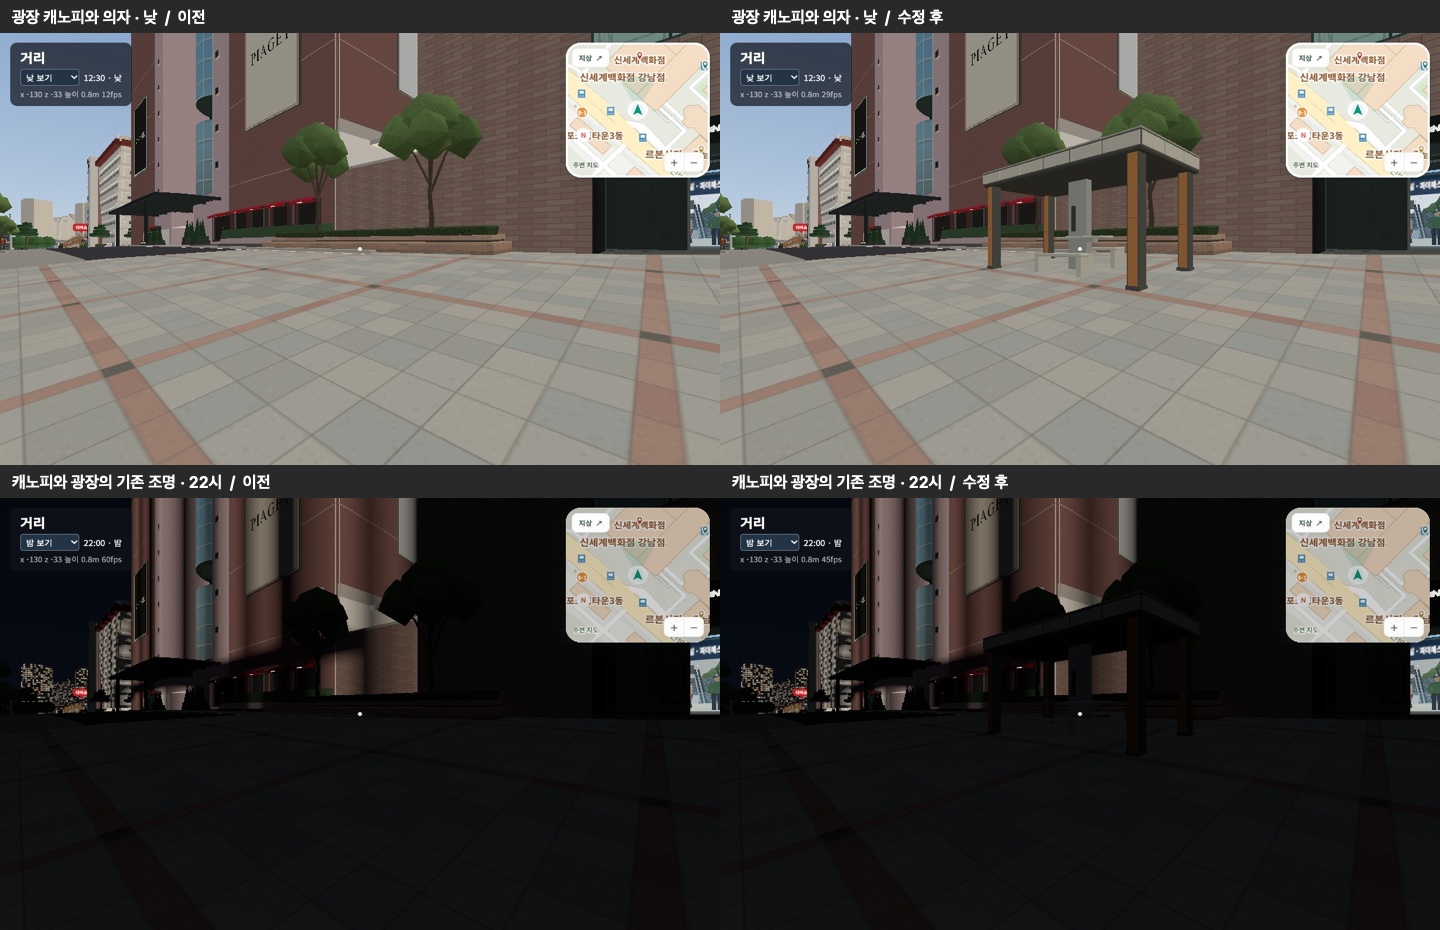 광장 캐노피와 의자 · 낮 / 이전
거리
낮 보기
12:30 · 낮
x -130 z -33 높이 0.8m 12fps
PIAGET
지상 ↗
신세계백화점
신세계백화점 강남점
N
타운3동
주변 지도
+ −
광장 캐노피와 의자 · 낮 / 수정 후
거리
낮 보기
12:30 · 낮
x -130 z -33 높이 0.8m 29fps
PIAGET
지상 ↗
신세계백화점
신세계백화점 강남점
N
타운3동
주변 지도
+ −
캐노피와 광장의 기존 조명 · 22시 / 이전
거리
밤 보기
22:00 · 밤
x -130 z -33 높이 0.8m 60fps
PIAGET
지상 ↗
신세계백화점
신세계백화점 강남점
N
타운3동
주변 지도
+ −
캐노피와 광장의 기존 조명 · 22시 / 수정 후
거리
밤 보기
22:00 · 밤
x -130 z -33 높이 0.8m 45fps
PIAGET
지상 ↗
신세계백화점
신세계백화점 강남점
N
타운3동
주변 지도
+ −